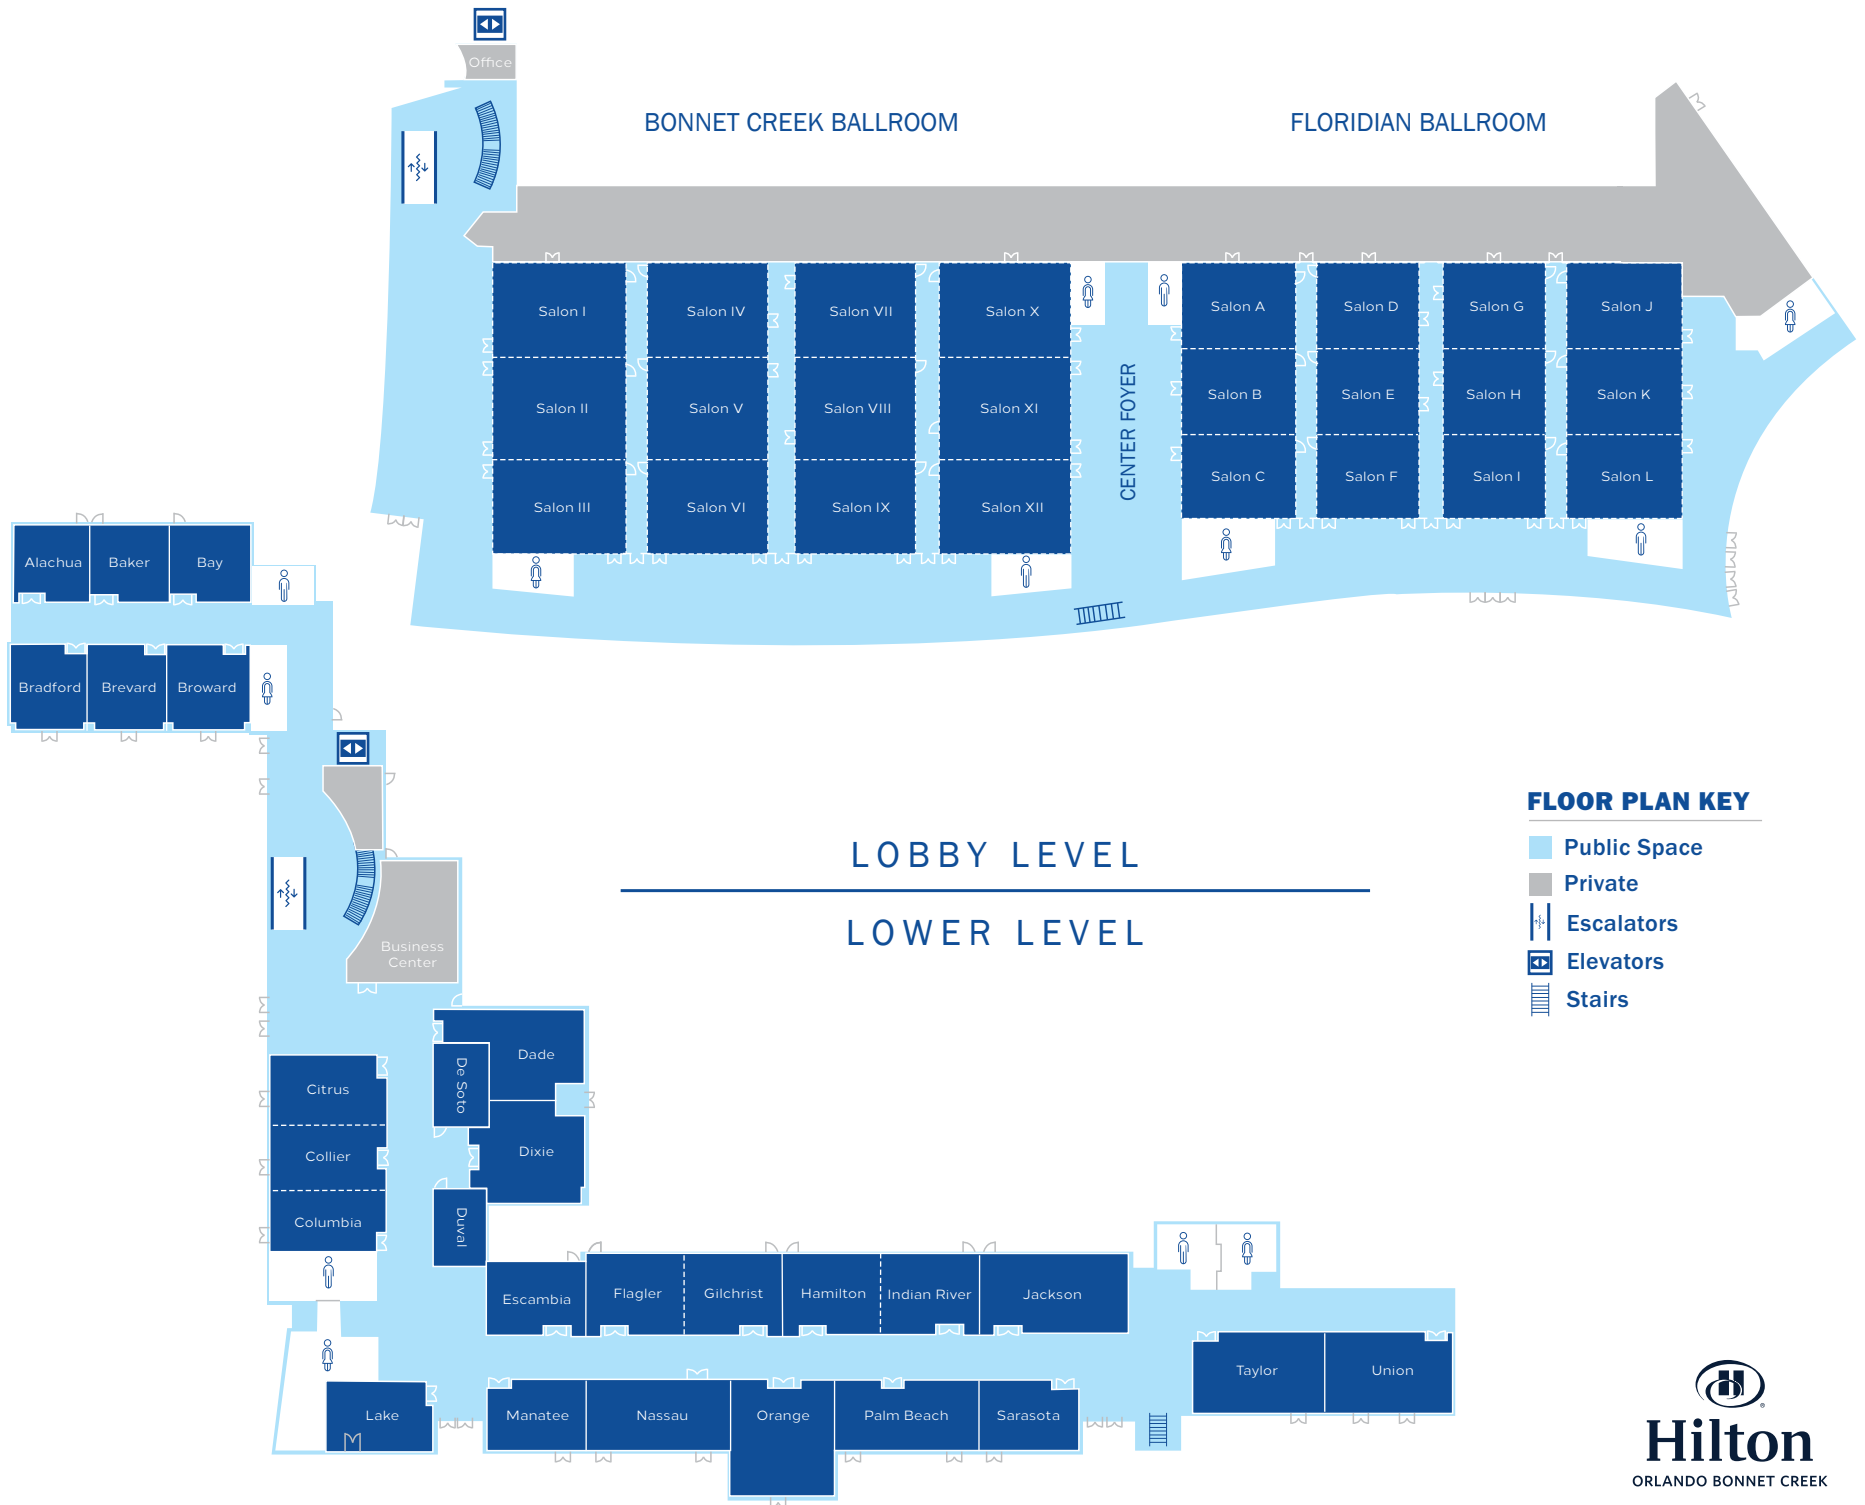 Office
BONNET CREEK BALLROOM
FLORIDIAN BALLROOM
Salon I
Salon IV
Salon VII
Salon X
Salon A
Salon D
Salon G
Salon J
Salon II
Salon V
Salon VIII
Salon XI
Salon B
Salon E
Salon H
Salon K
Salon III
Salon VI
Salon IX
Salon XII
Salon C
Salon F
Salon I
Salon L
CENTER FOYER
Alachua
Baker
Bay
Bradford
Brevard
Broward
LOBBY LEVEL
LOWER LEVEL
FLOOR PLAN KEY
Public Space
Private
Escalators
Elevators
Stairs
Business
Center
Dade
De Soto
Citrus
Collier
Columbia
Dixie
Duval
Escambia
Flagler
Gilchrist
Hamilton
Indian River
Jackson
Taylor
Union
Lake
Manatee
Nassau
Orange
Palm Beach
Sarasota
H
®
Hilton
ORLANDO BONNET CREEK